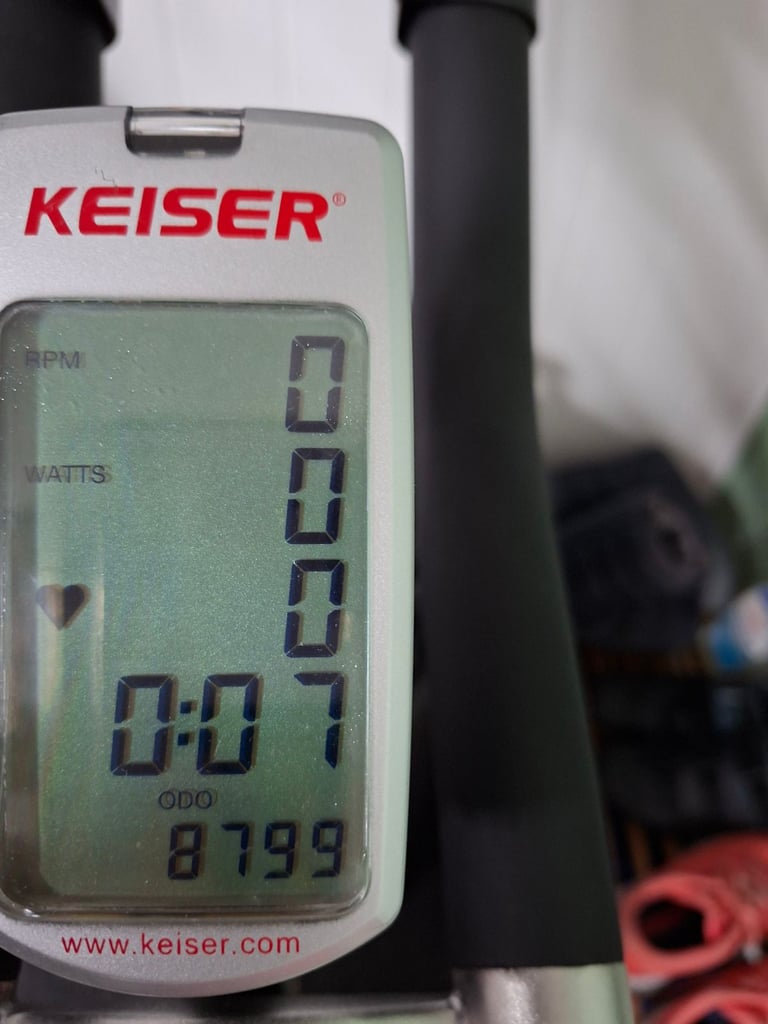 KEISER®
RPM 0
WATTS 0
0
0:07
ODO
8799
www.keiser.com